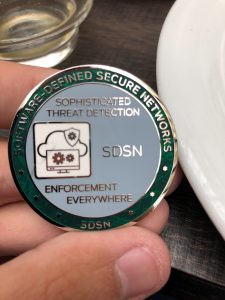 SOFTWARE-DEFINED SECURE NETWORKS
SOPHISTICATED
THREAT DETECTION
SDSN
ENFORCEMENT
EVERYWHERE
SDSN